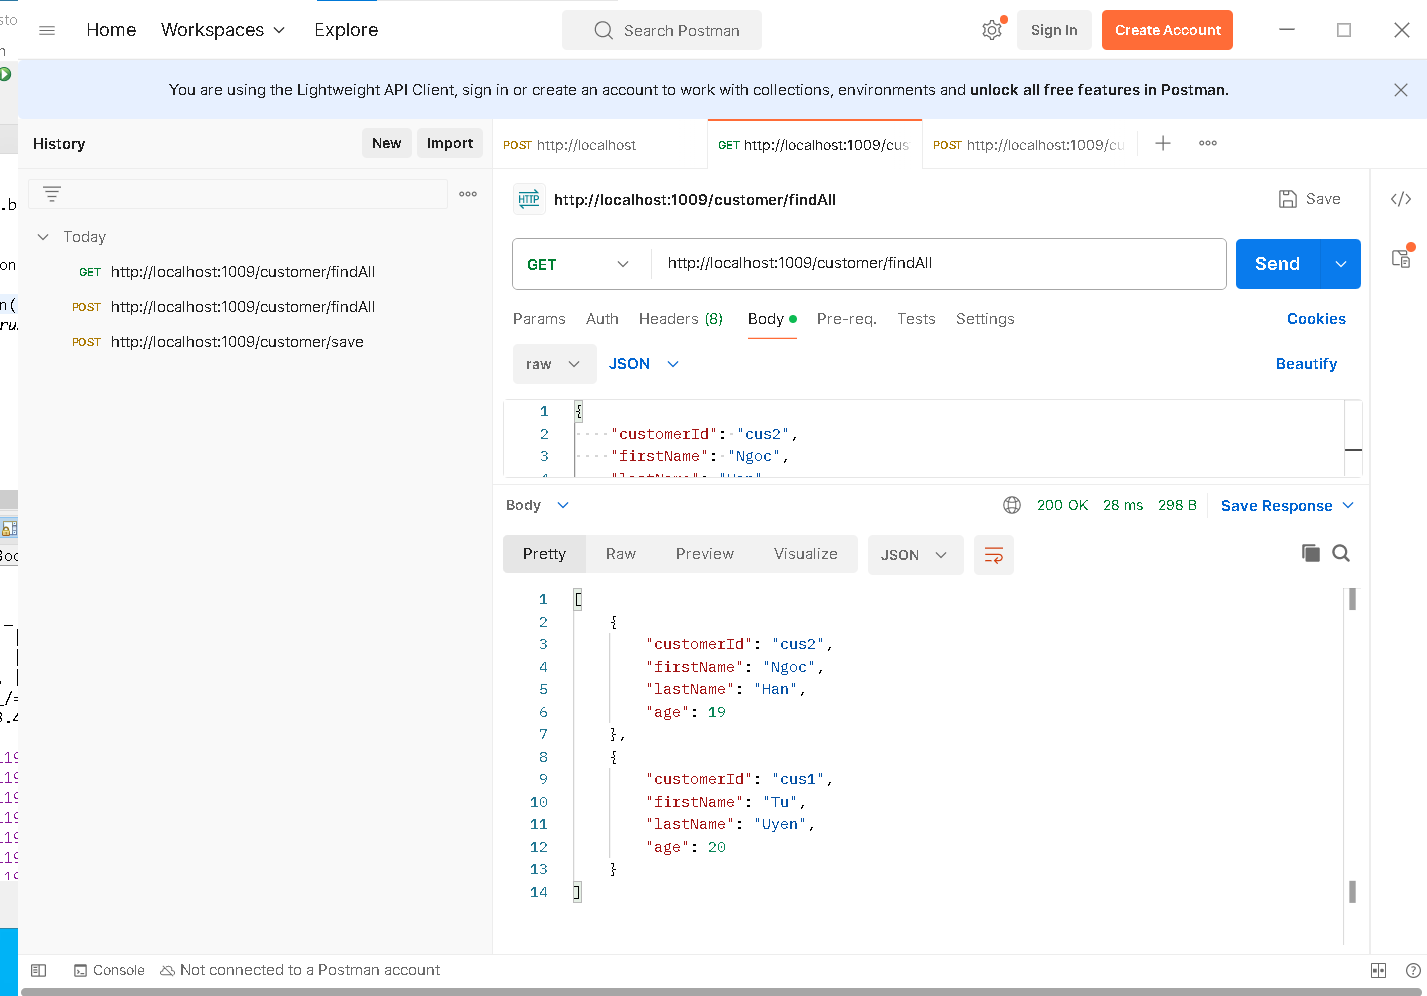 Home
Workspaces
Explore
Search Postman
Sign In
Create Account
You are using the Lightweight API Client, sign in or create an account to work with collections, environments and unlock all free features in Postman.
History
New
Import
POST http://localhost
GET http://localhost:1009/cus
POST http://localhost:1009/cu
HTTP
http://localhost:1009/customer/findAll
Save
Today
GET http://localhost:1009/customer/findAll
POST http://localhost:1009/customer/findAll
POST http://localhost:1009/customer/save
GET
http://localhost:1009/customer/findAll
Send
Params
Auth
Headers (8)
Body
Pre-req.
Tests
Settings
Cookies
raw
JSON
Beautify
1 {
2 "customerId": "cus2",
3 "firstName": "Ngoc",
Body
200 OK
28 ms
298 B
Save Response
Pretty
Raw
Preview
Visualize
JSON
1 [
2 {
3 "customerId": "cus2",
4 "firstName": "Ngoc",
5 "lastName": "Han",
6 "age": 19
7 },
8 {
9 "customerId": "cus1",
10 "firstName": "Tu",
11 "lastName": "Uyen",
12 "age": 20
13 }
14 ]
Console
Not connected to a Postman account